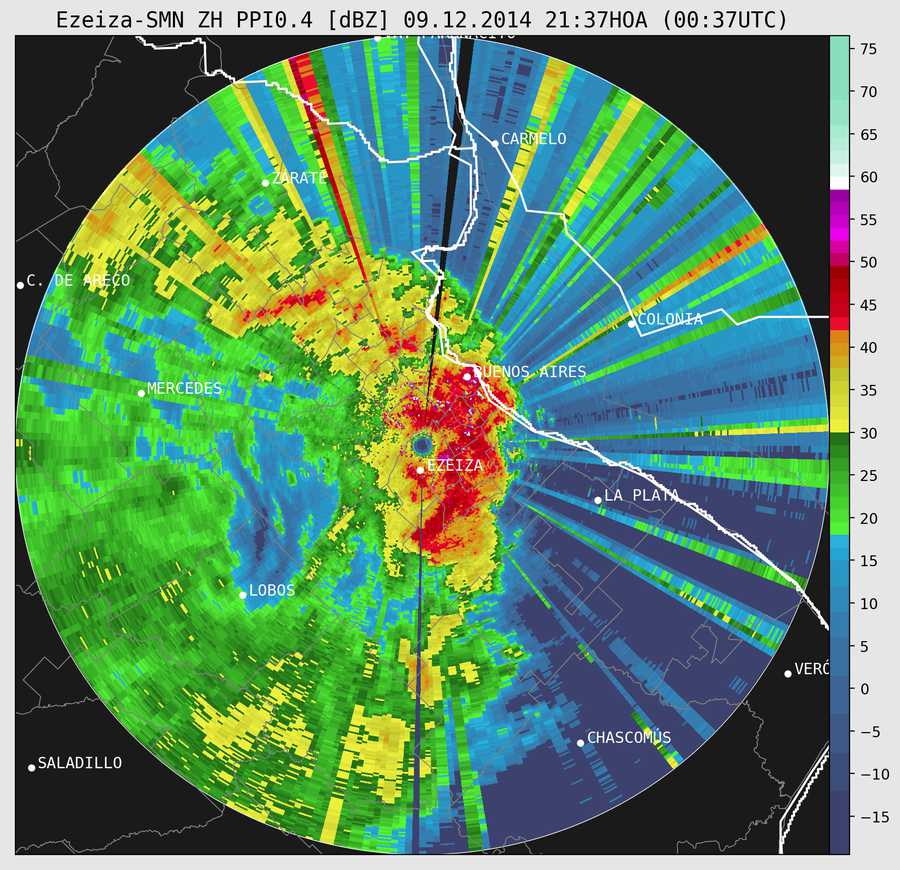 Ezeiza-SMN ZH PPI0.4 [dBZ] 09.12.2014 21:37HOA (00:37UTC)
CARMELO
ZARATE
C. DE ARECO
COLONIA
MERCEDES
BUENOS AIRES
EZEIZA
LA PLATA
LOBOS
VERÓ
CHASCOMÚS
SALADILLO
75
70
65
60
55
50
45
40
35
30
25
20
15
10
5
0
−5
−10
−15